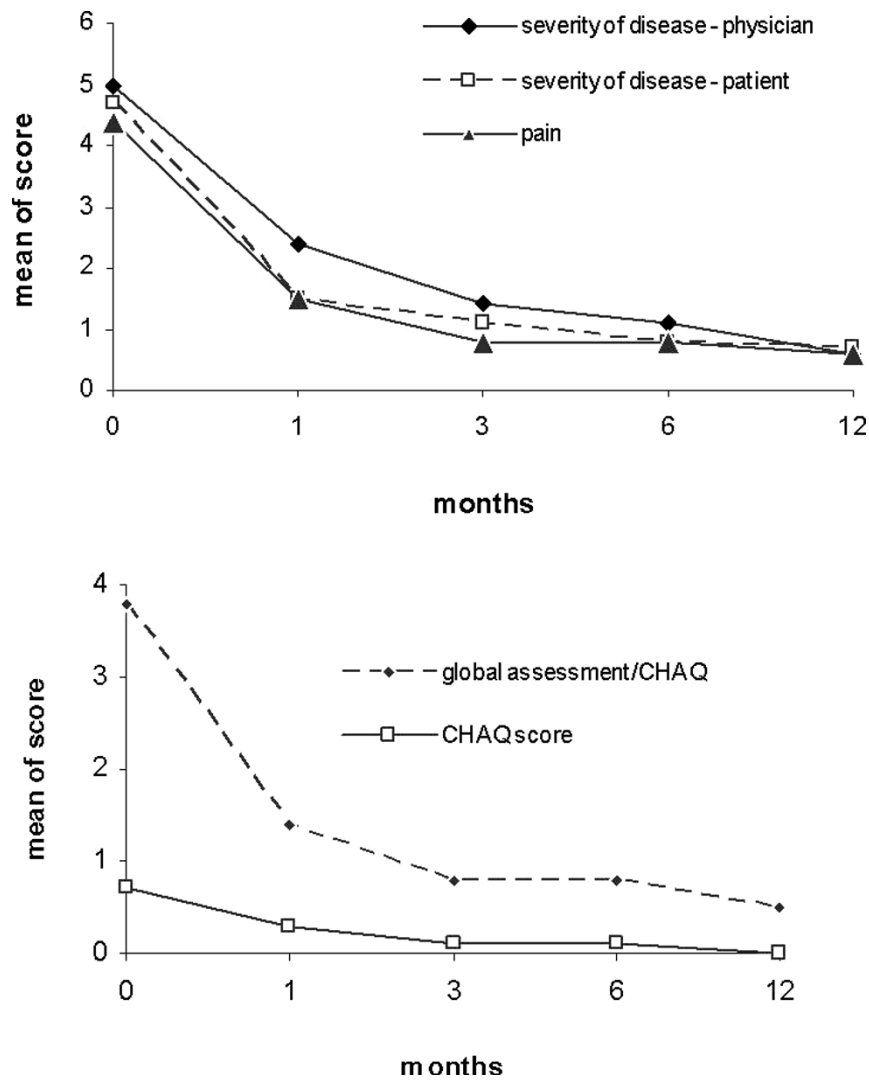 6
severity of disease - physician
5
severity of disease - patient
4
pain
3
2
1
0
mean of score
0 1 3 6 12
months
4
3
global assessment/CHAQ
CHAQ score
2
1
0
mean of score
0 1 3 6 12
months